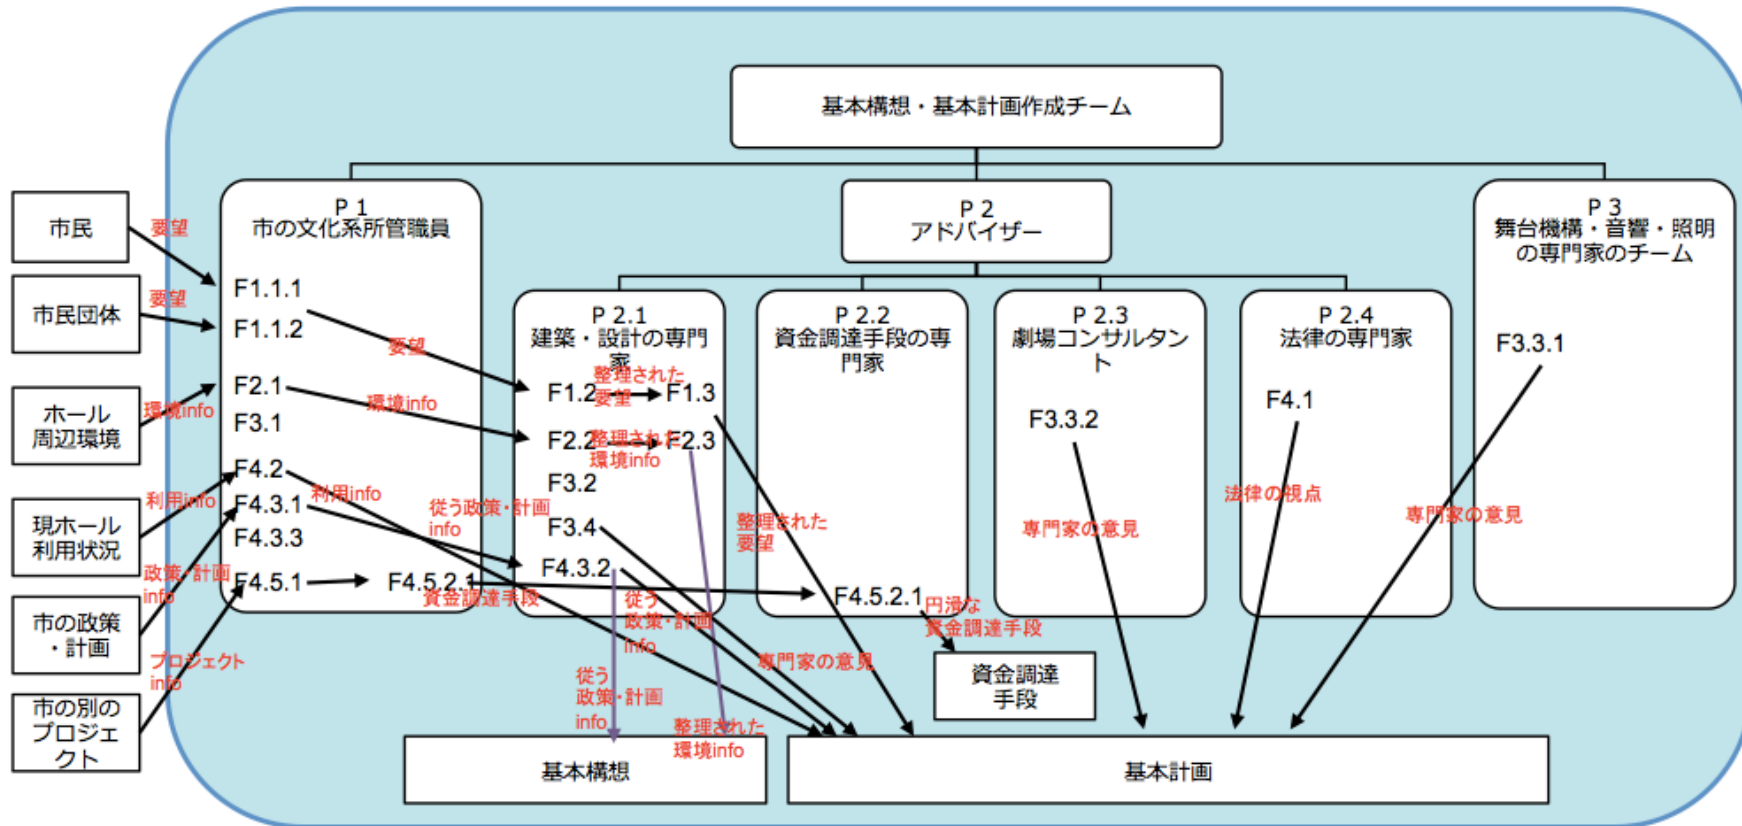 基本構想・基本計画作成チーム
P 1
市の文化系所管職員
P 2
アドバイザー
P 3
舞台機構・音響・照明
の専門家のチーム
市民
要望
市民団体
要望
ホール
周辺環境
環境info
現ホール
利用状況
利用info
市の政策
・計画
政策・計画
info
市の別の
プロジェ
クト
プロジェクト
info
F1.1.1
F1.1.2
F2.1
F3.1
F4.2
F4.3.1
F4.3.3
F4.5.1
F4.5.2.1
要望
環境info
利用info
従う政策・計画
info
資金調達手段
P 2.1
建築・設計の専門
家
F1.2
整理された
要望
F1.3
F2.2
整理された
環境info
F2.3
F3.2
F3.4
F4.3.2
従う
政策・計画
info
従う
政策・計画
info
整理された
環境info
専門家の意見
整理された
要望
P 2.2
資金調達手段の専
門家
F4.5.2.1
円滑な
資金調達手段
資金調達
手段
P 2.3
劇場コンサルタン
ト
F3.3.2
専門家の意見
P 2.4
法律の専門家
F4.1
法律の視点
F3.3.1
専門家の意見
基本構想
基本計画